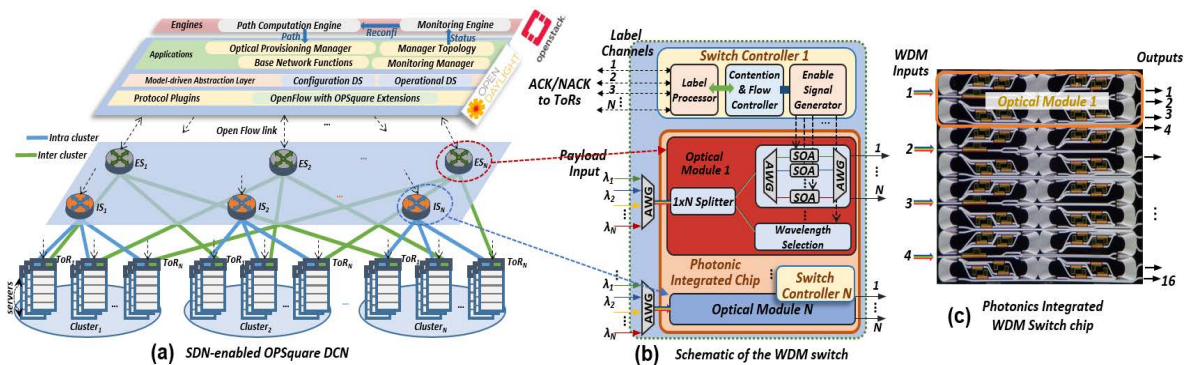 Engines
Path Computation Engine
Monitoring Engine
Path
Reconfi
Status
openstack
Applications
Optical Provisioning Manager
Manager Topology
Base Network Functions
Monitoring Manager
OPEN
DAYLIGHT
Model-driven Abstraction Layer
Configuration DS
Operational DS
Protocol Plugins
OpenFlow with OPSquare Extensions
Intra cluster
Inter cluster
Open Flow link
...
ES1
ES2
ESN
...
IS1
IS2
ISN
ToR1
ToRN
ToR1
ToRN
ToR1
ToRN
servers
...
...
...
Cluster1
Cluster2
...
ClusterN
(a) SDN-enabled OPSquare DCN
Label
Channels
1
2
3
N
ACK/NACK
to ToRs
Switch Controller 1
Label
Processor
Contention
& Flow
Controller
Enable
Signal
Generator
...
Payload
Input
λ1
λ2
λN
AWG
Optical
Module 1
1xN Splitter
AWG
SOA
SOA
SOA
AWG
1
N
Wavelength
Selection
Photonic
Integrated Chip
Switch
Controller N
λ1
λ2
λN
AWG
Optical Module N
1
N
(b) Schematic of the WDM switch
WDM
Inputs
Outputs
Optical Module 1
1
2
3
4
1
2
3
4
16
(c) Photonics Integrated
WDM Switch chip